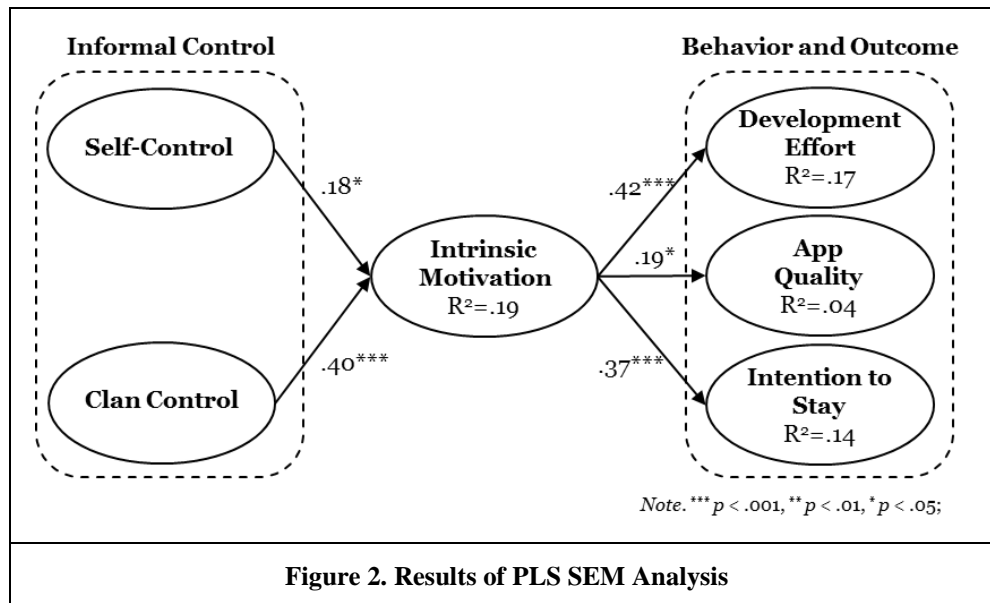 Informal Control
Behavior and Outcome
Self-Control
.18*
Clan Control
.40***
Intrinsic
Motivation
R²=.19
.42***
.19*
.37***
Development
Effort
R²=.17
App
Quality
R²=.04
Intention to
Stay
R²=.14
Note. *** p < .001, ** p < .01, * p < .05;
Figure 2. Results of PLS SEM Analysis